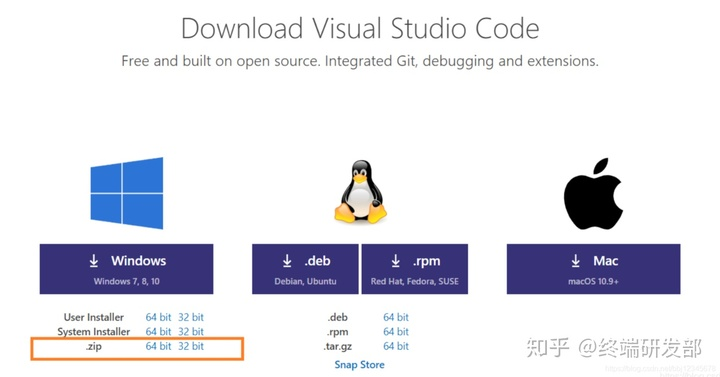 Download Visual Studio Code
Free and built on open source. Integrated Git, debugging and extensions.
Windows
Windows 7, 8, 10
.deb
Debian, Ubuntu
.rpm
Red Hat, Fedora, SUSE
Mac
macOS 10.9+
User Installer 64 bit 32 bit
System Installer 64 bit 32 bit
.zip 64 bit 32 bit
.deb 64 bit
.rpm 64 bit
.tar.gz 64 bit
Snap Store
知乎 @终端研发部